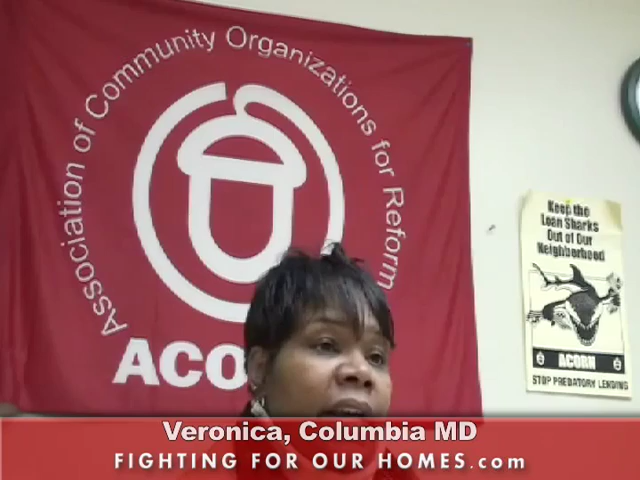 Association of Community Organizations for Reform
ACO
Keep the
Loan Sharks
Out of Our
Neighborhood
ACORN
STOP PREDATORY LENDING
Veronica, Columbia MD
FIGHTING FOR OUR HOMES.com